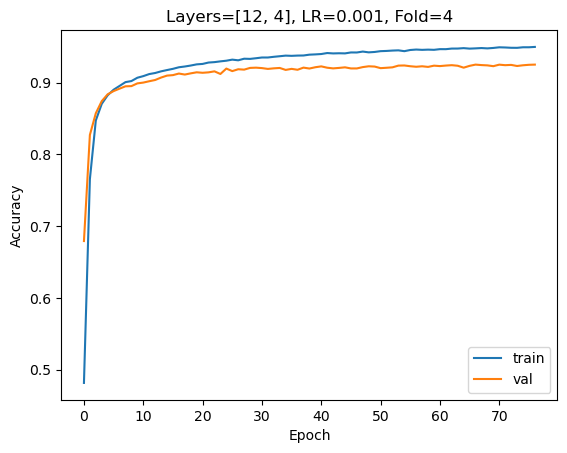 Layers=[12, 4], LR=0.001, Fold=4
Accuracy
0.9
0.8
0.7
0.6
0.5
0 10 20 30 40 50 60 70
Epoch
train
val